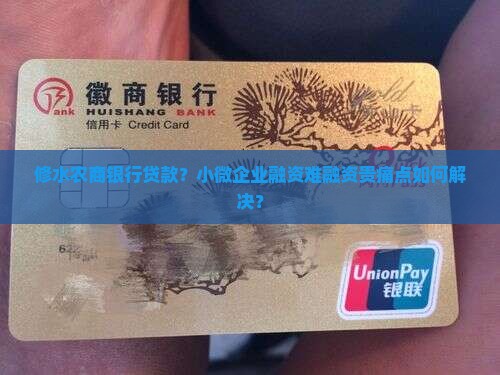 徽商银行
HUISHANG BANK
信用卡 Credit Card
修水农商银行贷款？小微企业融资难融资贵痛点如何解
决？
UnionPay
银联